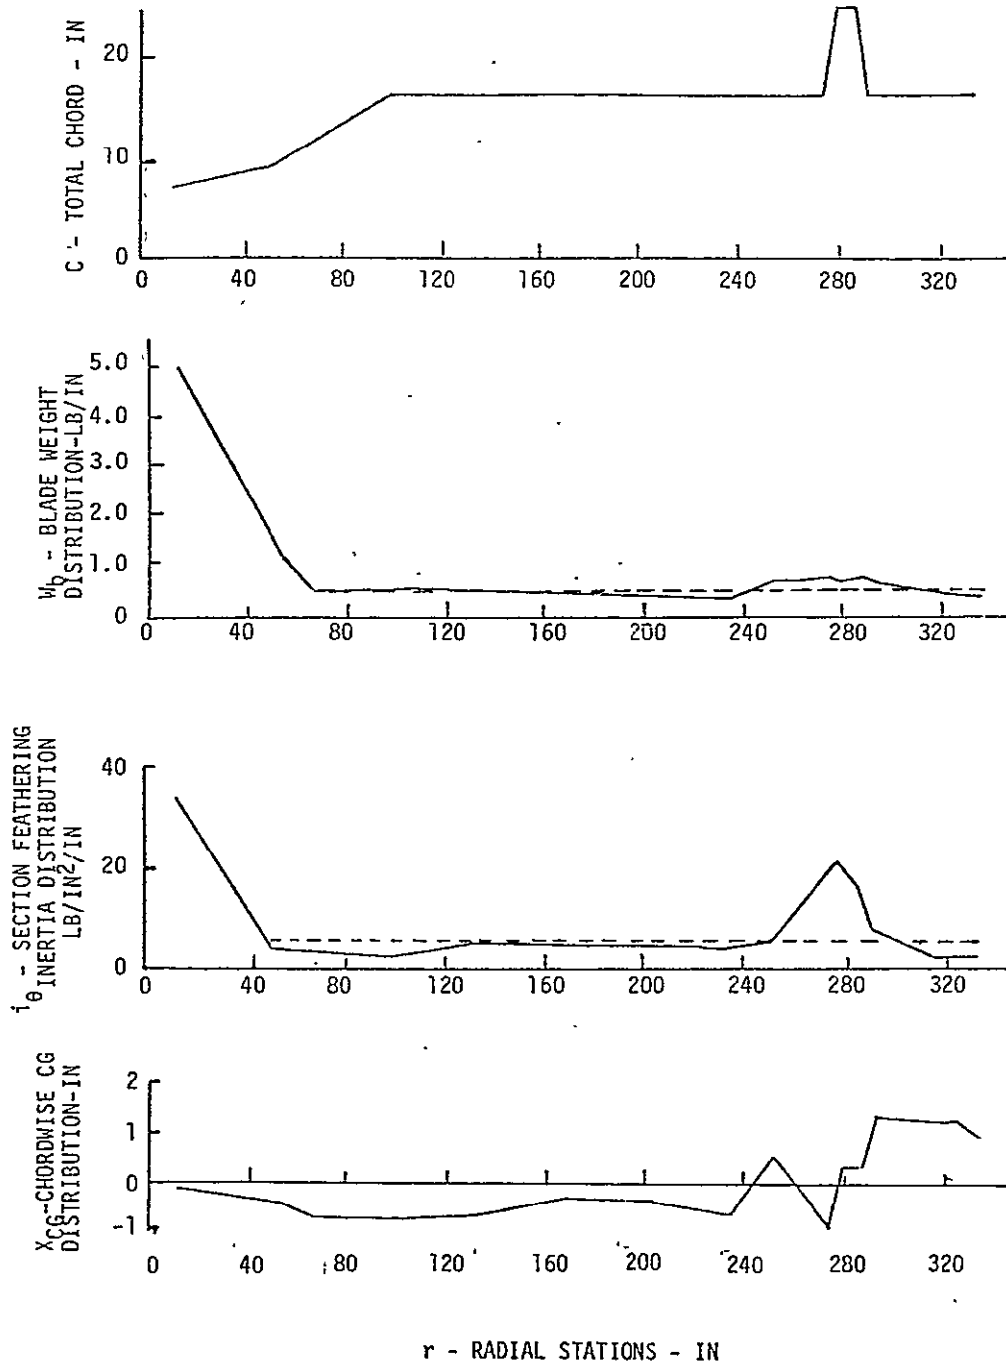 C - TOTAL CHORD - IN
20
10
0
0 40 80 120 160 200 240 280 320
W_b - BLADE WEIGHT
DISTRIBUTION-LB/IN
5.0
4.0
3.0
2.0
1.0
0
0 40 80 120 160 200 240 280 320
i_θ - SECTION FEATHERING
INERTIA DISTRIBUTION
LB/IN²/IN
40
20
0
0 40 80 120 160 200 240 280 320
X_CG-CHORDWISE CG
DISTRIBUTION-IN
2
1
0
-1
0 40 80 120 160 200 240 280 320
r - RADIAL STATIONS - IN